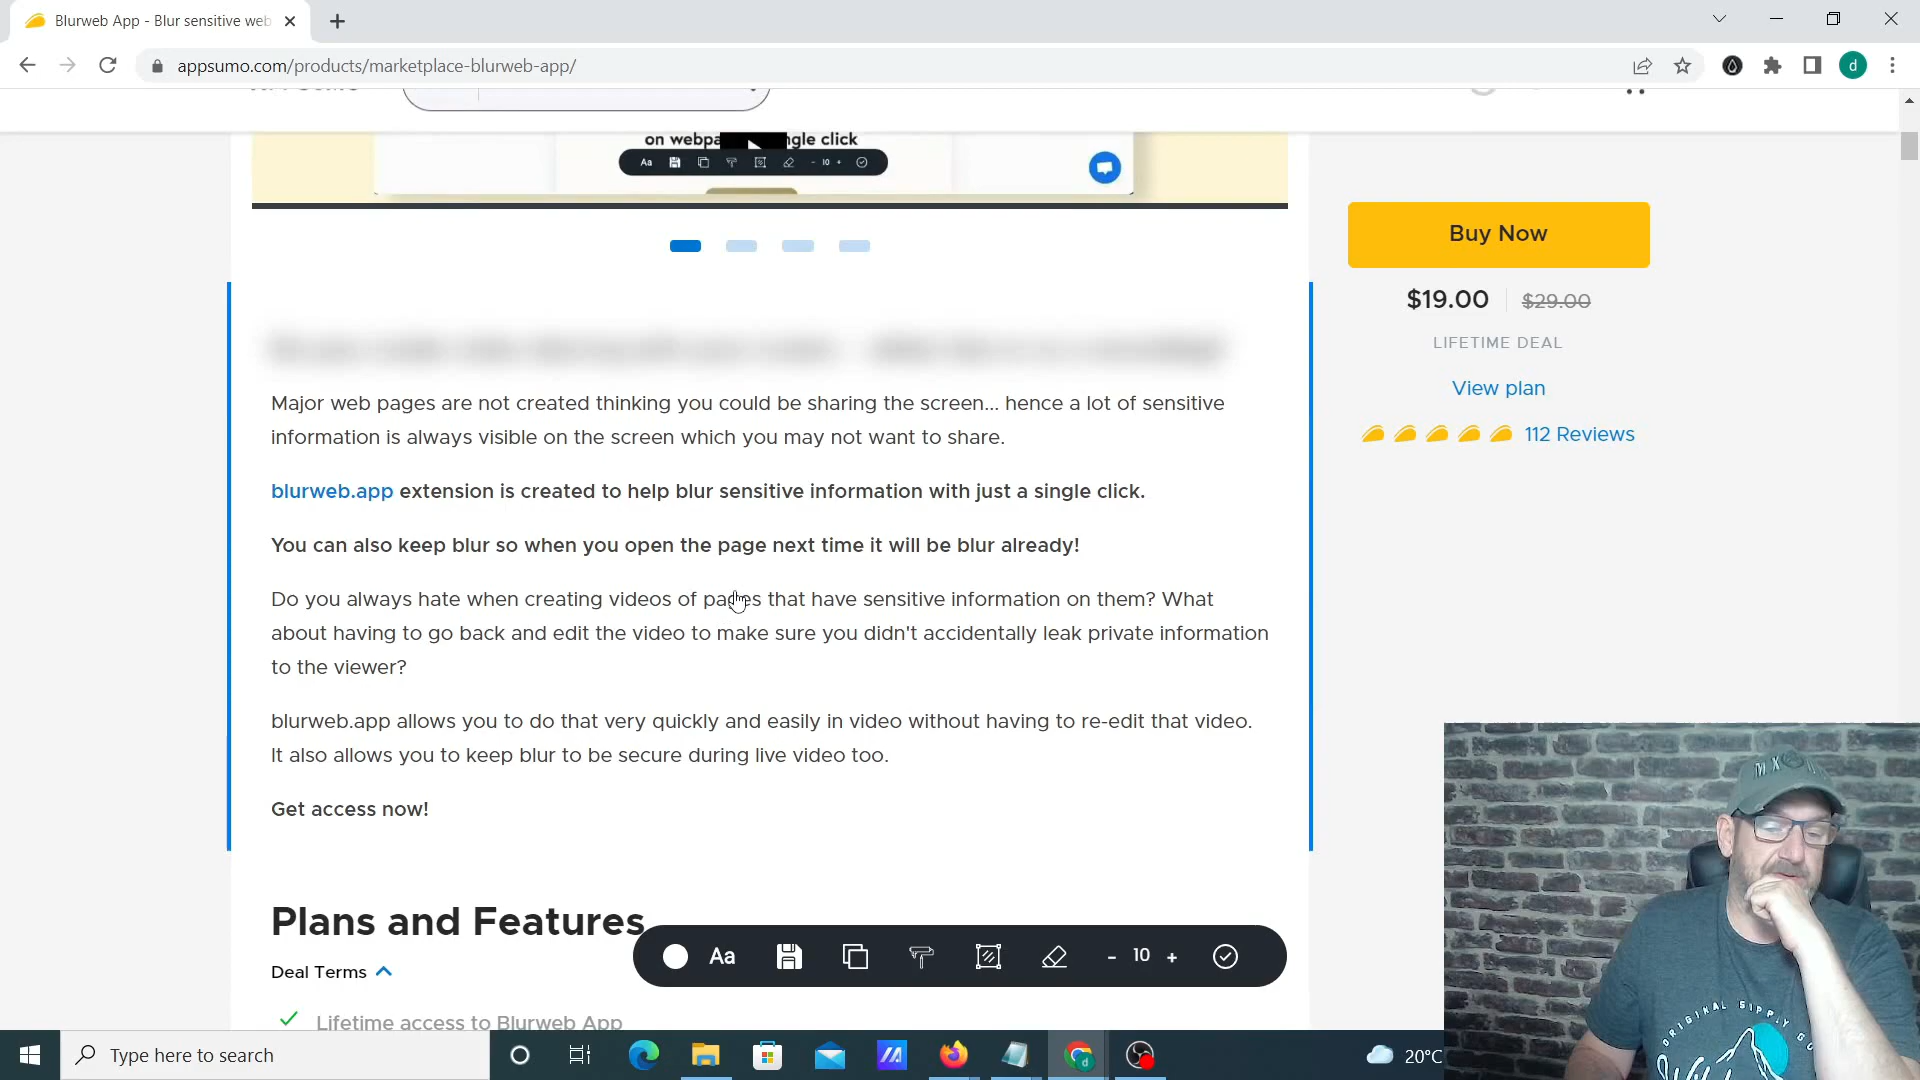 Blurweb App - Blur sensitive web
appsumo.com/products/marketplace-blurweb-app/
d
on webpa ngle click
Aa - 10 +
Buy Now
$19.00 $29.00
LIFETIME DEAL
View plan
112 Reviews
Major web pages are not created thinking you could be sharing the screen... hence a lot of sensitive
information is always visible on the screen which you may not want to share.
blurweb.app extension is created to help blur sensitive information with just a single click.
You can also keep blur so when you open the page next time it will be blur already!
Do you always hate when creating videos of pages that have sensitive information on them? What
about having to go back and edit the video to make sure you didn't accidentally leak private information
to the viewer?
blurweb.app allows you to do that very quickly and easily in video without having to re-edit that video.
It also allows you to keep blur to be secure during live video too.
Get access now!
Plans and Features
Deal Terms
Lifetime access to Blurweb App
Aa - 10 +
Type here to search
20°C
ORIGINAL SUPPLY